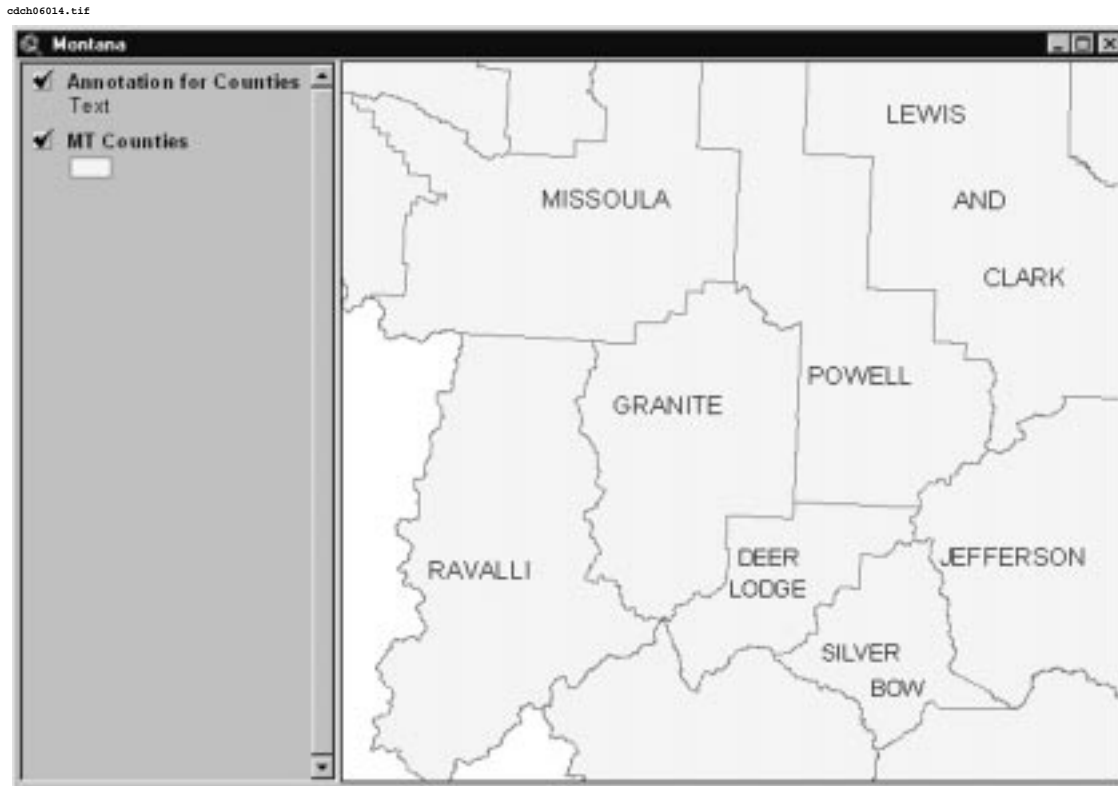 cdch06014.tif
Montana
Annotation for Counties
Text
MT Counties
LEWIS
AND
CLARK
MISSOULA
POWELL
GRANITE
RAVALLI
DEER
LODGE
JEFFERSON
SILVER
BOW